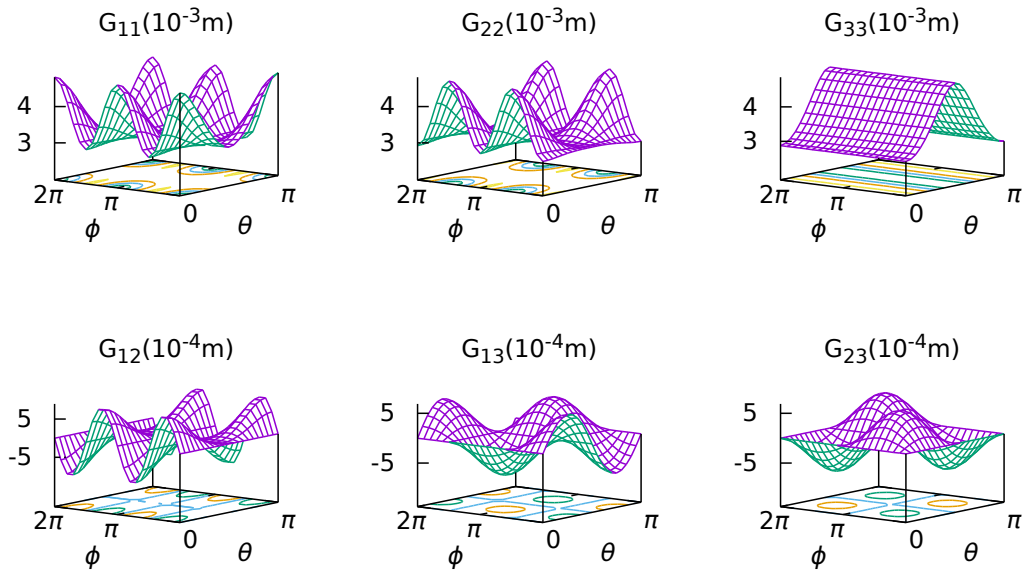 G₁₁(10⁻³m) G₂₂(10⁻³m) G₃₃(10⁻³m)
4 4 4
3 3 3
2π π 0 π 2π π 0 π 2π π 0 π
ϕ θ ϕ θ ϕ θ
G₁₂(10⁻⁴m) G₁₃(10⁻⁴m) G₂₃(10⁻⁴m)
5 5 5
-5 -5 -5
2π π 0 π 2π π 0 π 2π π 0 π
ϕ θ ϕ θ ϕ θ